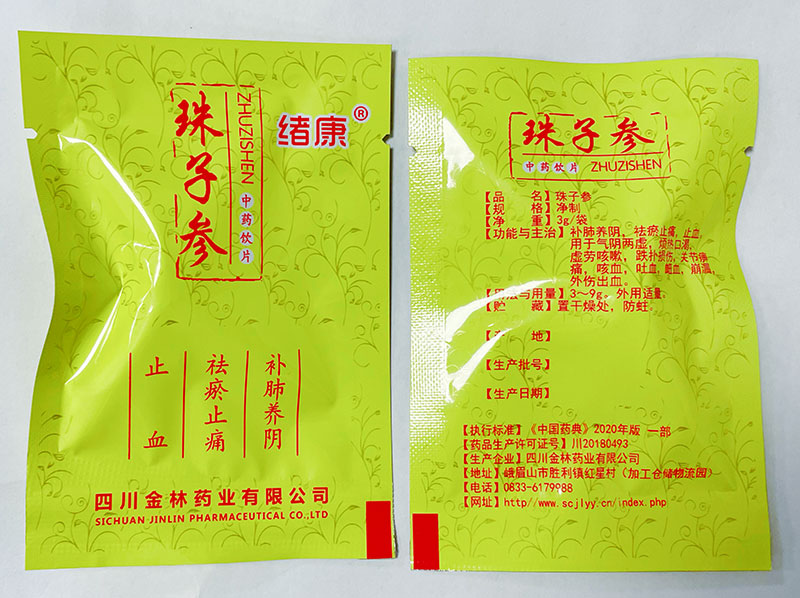 绪康®
珠子参
ZHUZISHEN
中药饮片
补肺养阴
祛瘀止痛
止血
四川金林药业有限公司
SICHUAN JINLIN PHARMACEUTICAL CO.,LTD
珠子参
中药饮片 ZHUZISHEN
【品 名】珠子参
【规 格】净制
【净 重】3g/袋
【功能与主治】补肺养阴,祛瘀止痛,止血,
用于气阴两虚,烦热口渴,
虚劳咳嗽,跌扑损伤,关节痹
痛,咳血,吐血,衄血,崩漏,
外伤出血。
【用法与用量】3~9g。外用适量
【贮 藏】置干燥处,防蛀。
【产 地】
【生产批号】
【生产日期】
【执行标准】《中国药典》2020年版 一部
【药品生产许可证号】川20180493
【生产企业】四川金林药业有限公司
【地址】峨眉山市胜利镇红星村(加工仓储物流园)
【电话】0833-6179988
【网址】http//www.scjlyy.cn/index.php